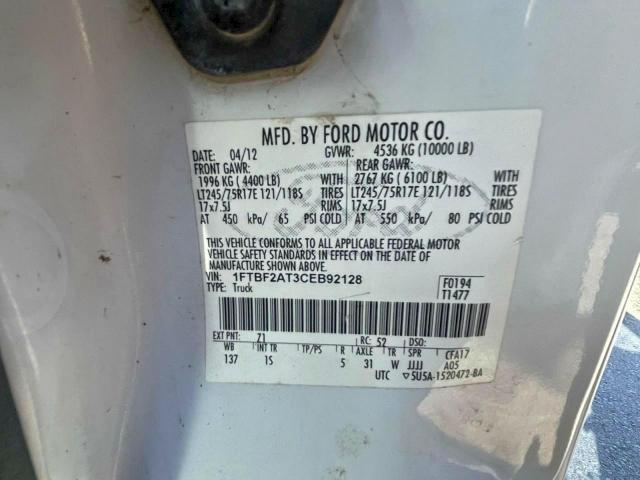 MFD. BY FORD MOTOR CO.
DATE: 04/12 GVWR: 4536 KG (10000 LB)
FRONT GAWR: REAR GAWR:
1996 KG ( 4400 LB) WITH 2767 KG ( 6100 LB) WITH
LT245/75R17E 121/118S TIRES LT245/75R17E 121/118S TIRES
17x7.5J RIMS 17x7.5J RIMS
AT 450 kPa/ 65 PSI COLD AT 550 kPa/ 80 PSI COLD
THIS VEHICLE CONFORMS TO ALL APPLICABLE FEDERAL MOTOR
VEHICLE SAFETY STANDARDS IN EFFECT ON THE DATE OF
MANUFACTURE SHOWN ABOVE.
VIN: 1FTBF2AT3CEB92128 F0194
TYPE: Truck T1477
EXT PNT: Z1 RC: 52 DSO:
WB INT TR TP/PS R AXLE TR SPR CFA17
137 1S 5 31 W JJJJ A05
UTC 5U5A-1520472-BA
Ford